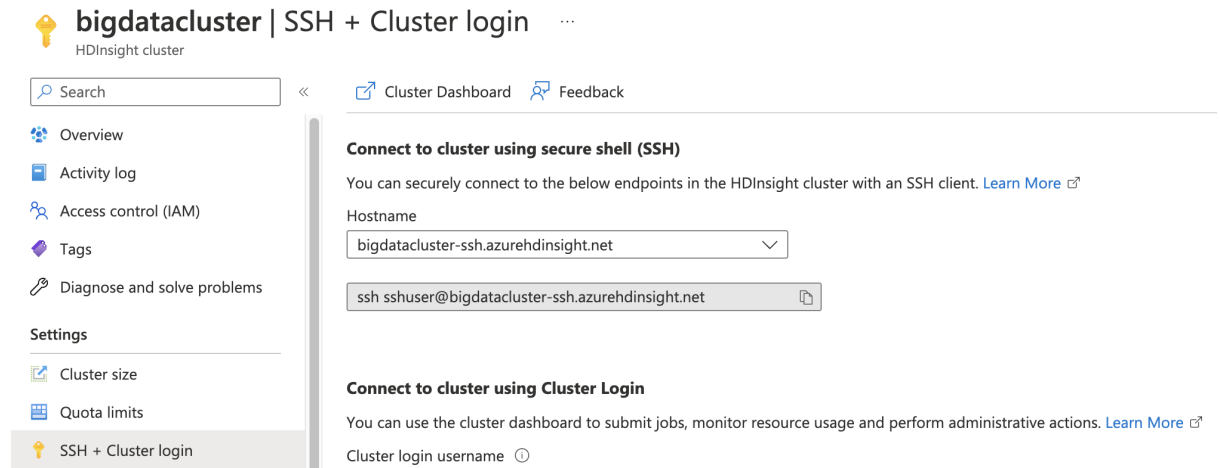 bigdatacluster | SSH + Cluster login ...
HDInsight cluster
Search
«
Cluster Dashboard
Feedback
Overview
Activity log
Access control (IAM)
Tags
Diagnose and solve problems
Settings
Cluster size
Quota limits
SSH + Cluster login
Connect to cluster using secure shell (SSH)
You can securely connect to the below endpoints in the HDInsight cluster with an SSH client. Learn More
Hostname
bigdatacluster-ssh.azurehdinsight.net
ssh sshuser@bigdatacluster-ssh.azurehdinsight.net
Connect to cluster using Cluster Login
You can use the cluster dashboard to submit jobs, monitor resource usage and perform administrative actions. Learn More
Cluster login username